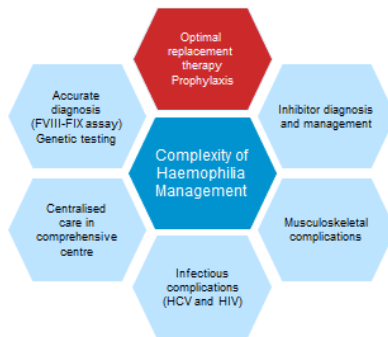 Optimal
replacement
therapy
Prophylaxis
Accurate
diagnosis
(FVIII-FIX assay)
Genetic testing
Inhibitor diagnosis
and management
Complexity of
Haemophilia
Management
Centralised
care in
comprehensive
centre
Musculoskeletal
complications
Infectious
complications
(HCV and HIV)